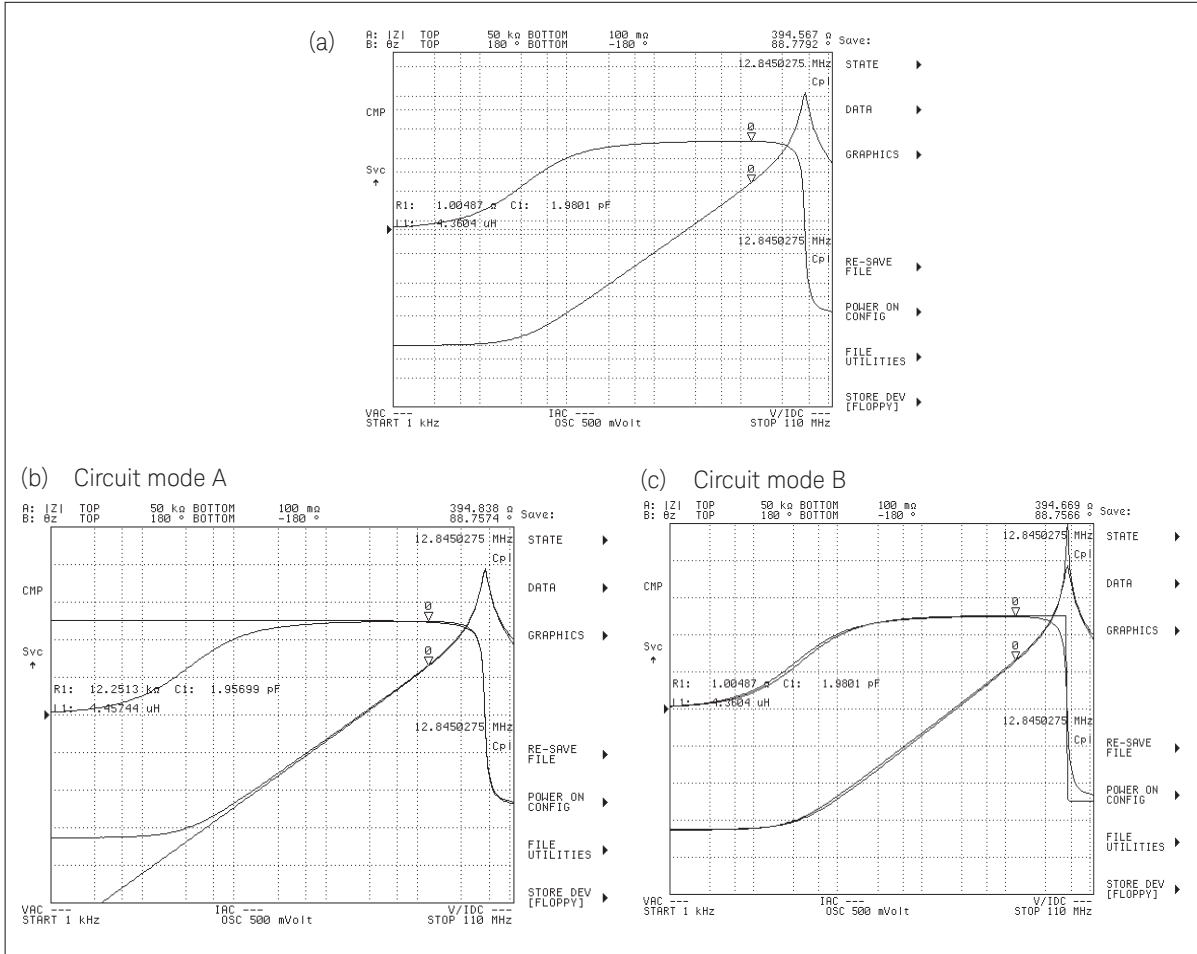 (a)
A: |Z| TOP 50 kΩ BOTTOM 100 mΩ 394.567 Ω
B: θz TOP 180 ° BOTTOM -180 ° 88.7792 °
Save:
12.8450275 MHz
Cpl
STATE
CMP
DATA
0
GRAPHICS
Svc
0
R1: 1.00487 Ω C1: 1.9801 pF
L1: 4.3604 uH
12.8450275 MHz
Cpl
RE-SAVE
FILE
POWER ON
CONFIG
FILE
UTILITIES
STORE DEV
[FLOPPY]
VAC --- IAC --- V/IDC ---
START 1 kHz OSC 500 mVolt STOP 110 MHz
(b) Circuit mode A
A: |Z| TOP 50 kΩ BOTTOM 100 mΩ 394.838 Ω
B: θz TOP 180 ° BOTTOM -180 ° 88.7574 °
Save:
12.8450275 MHz
Cpl
STATE
CMP
DATA
0
GRAPHICS
Svc
0
R1: 12.2513 kΩ C1: 1.95699 pF
L1: 4.45744 uH
12.8450275 MHz
Cpl
RE-SAVE
FILE
POWER ON
CONFIG
FILE
UTILITIES
STORE DEV
[FLOPPY]
VAC --- IAC --- V/IDC ---
START 1 kHz OSC 500 mVolt STOP 110 MHz
(c) Circuit mode B
A: |Z| TOP 50 kΩ BOTTOM 100 mΩ 394.669 Ω
B: θz TOP 180 ° BOTTOM -180 ° 88.7566 °
Save:
12.8450275 MHz
Cpl
STATE
CMP
DATA
0
GRAPHICS
Svc
0
R1: 1.00487 Ω C1: 1.9801 pF
L1: 4.3604 uH
12.8450275 MHz
Cpl
RE-SAVE
FILE
POWER ON
CONFIG
FILE
UTILITIES
STORE DEV
[FLOPPY]
VAC --- IAC --- V/IDC ---
START 1 kHz OSC 500 mVolt STOP 110 MHz